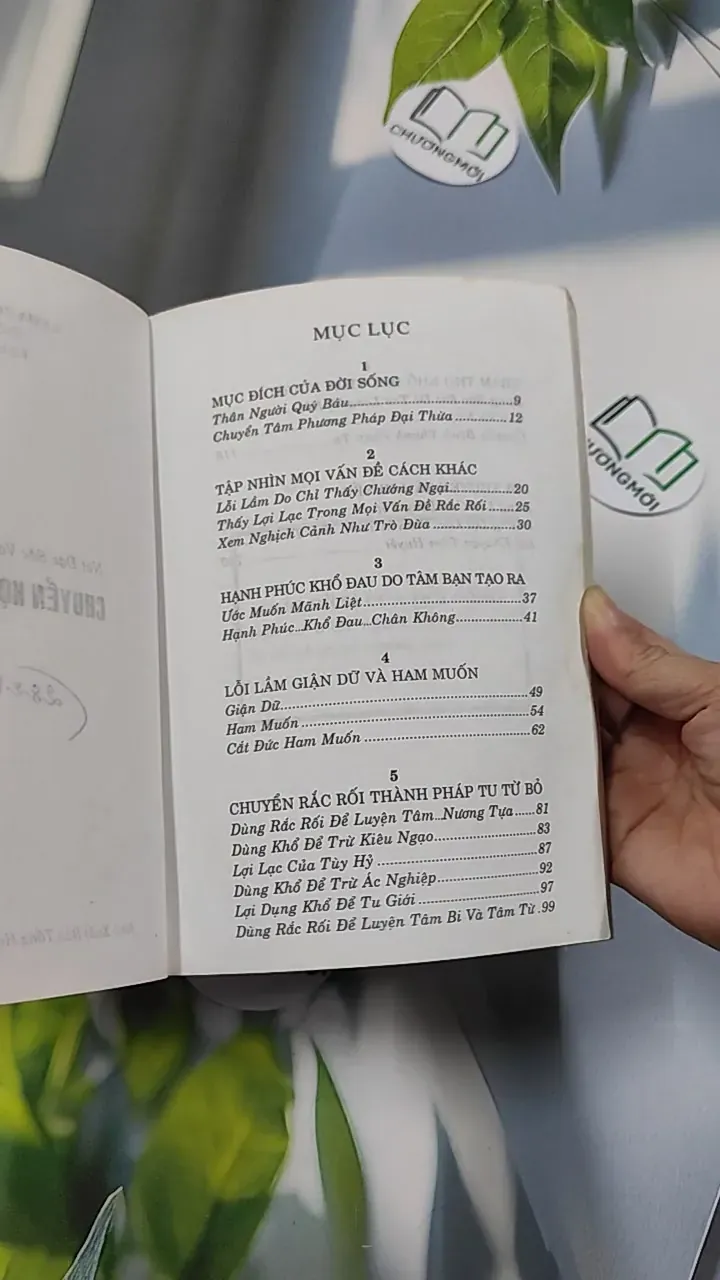 CHƯƠNGMỚI
MỤC LỤC
1
MỤC ĐÍCH CỦA ĐỜI SỐNG
Thân Người Quý Báu..........................................9
Chuyển Tâm Phương Pháp Đại Thừa..............12
2
TẬP NHÌN MỌI VẤN ĐỀ CÁCH KHÁC
Lỗi Lầm Do Chỉ Thấy Chướng Ngại................20
Thấy Lợi Lạc Trong Mọi Vấn Đề Rắc Rối.......25
Xem Nghịch Cảnh Như Trò Đùa.....................30
3
HẠNH PHÚC KHỔ ĐAU DO TÂM BẠN TẠO RA
Ước Muốn Mãnh Liệt........................................37
Hạnh Phúc...Khổ Đau...Chân Không.................41
4
LỖI LẦM GIẬN DỮ VÀ HAM MUỐN
Giận Dữ..............................................................49
Ham Muốn.........................................................54
Cắt Đức Ham Muốn..........................................62
5
CHUYỂN RẮC RỐI THÀNH PHÁP TU TỪ BỎ
Dùng Rắc Rối Để Luyện Tâm...Nương Tựa......81
Dùng Khổ Để Trừ Kiêu Ngạo..........................83
Lợi Lạc Của Tùy Hỷ.........................................87
Dùng Khổ Để Trừ Ác Nghiệp..........................92
Lợi Dụng Khổ Để Tu Giới...............................97
Dùng Rắc Rối Để Luyện Tâm Bi Và Tâm Từ.99
ƯƠNGMỚI